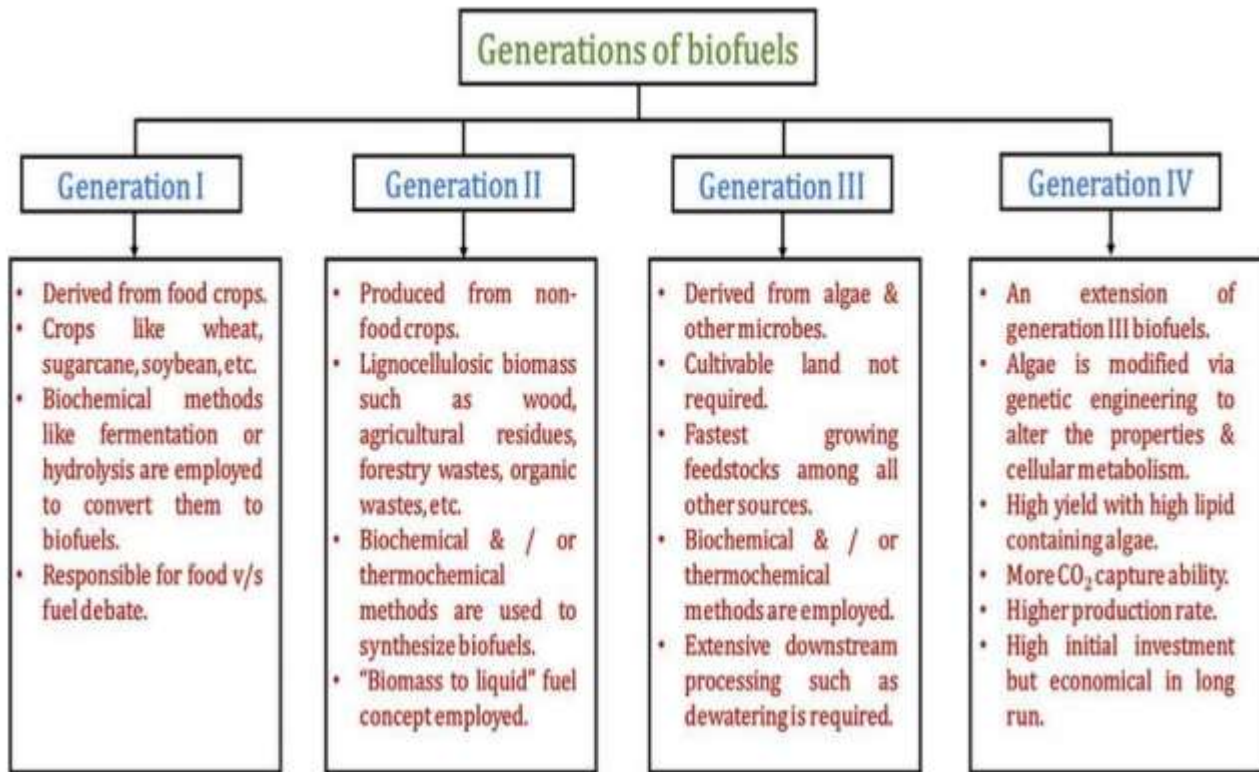 Generations of biofuels
Generation I
Generation II
Generation III
Generation IV
• Derived from food crops.
• Crops like wheat,
sugarcane, soybean, etc.
• Biochemical methods
like fermentation or
hydrolysis are employed
to convert them to
biofuels.
• Responsible for food v/s
fuel debate.
• Produced from non-
food crops.
• Lignocellulosic biomass
such as wood,
agricultural residues,
forestry wastes, organic
wastes, etc.
• Biochemical & / or
thermochemical
methods are used to
synthesize biofuels.
• "Biomass to liquid" fuel
concept employed.
• Derived from algae &
other microbes.
• Cultivable land not
required.
• Fastest growing
feedstocks among all
other sources.
• Biochemical & / or
thermochemical
methods are employed.
• Extensive downstream
processing such as
dewatering is required.
• An extension of
generation III biofuels.
• Algae is modified via
genetic engineering to
alter the properties &
cellular metabolism.
• High yield with high lipid
containing algae.
• More CO₂ capture ability.
• Higher production rate.
• High initial investment
but economical in long
run.